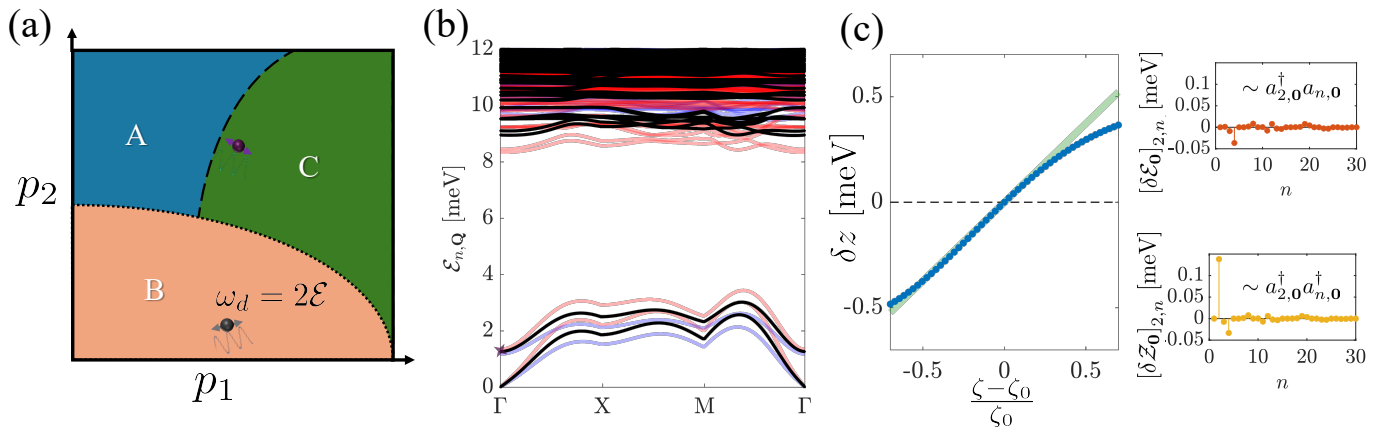 (a)
A
C
B
ω_d = 2ℰ
p₂
p₁
(b)
ℰ_{n,Q} [meV]
12
10
8
6
4
2
0
Γ
X
M
Γ
(c)
δz [meV]
0.5
0
-0.5
-0.5
0
0.5
ζ−ζ₀
ζ₀
[δℰ₀]_{2,n} [meV]
0.1
0.05
0
-0.05
∼ a†_{2,0} a_{n,0}
0
10
20
30
n
[δ𝒵₀]_{2,n} [meV]
0.1
0.05
0
-0.05
∼ a†_{2,0} a†_{n,0}
0
10
20
30
n